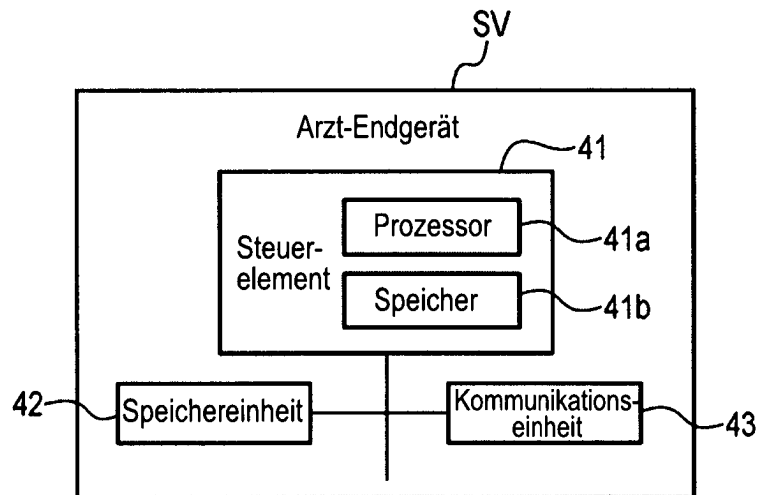 SV
Arzt-Endgerät
41
Prozessor
41a
Steuer-
element
Speicher
41b
42
Speichereinheit
Kommunikations-
einheit
43